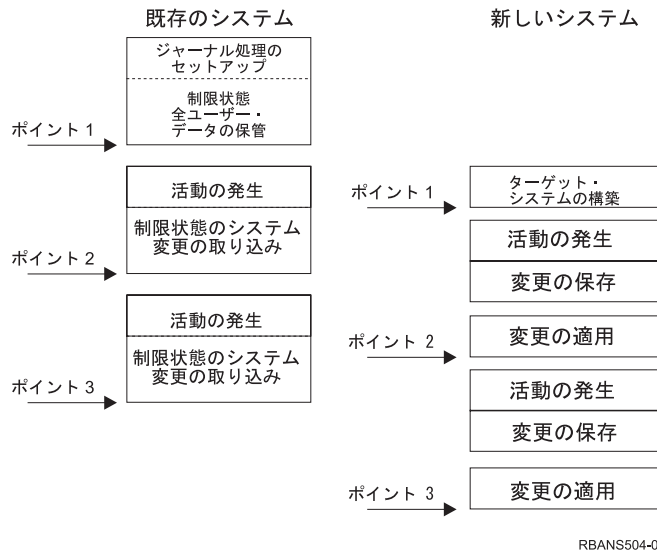 既存のシステム
ジャーナル処理の
セットアップ
制限状態
全ユーザー・
データの保管
ポイント 1
活動の発生
制限状態のシステム
変更の取り込み
ポイント 2
活動の発生
制限状態のシステム
変更の取り込み
ポイント 3
新しいシステム
ポイント 1
ターゲット・
システムの構築
活動の発生
変更の保存
ポイント 2
変更の適用
活動の発生
変更の保存
ポイント 3
変更の適用
RBANS504-0